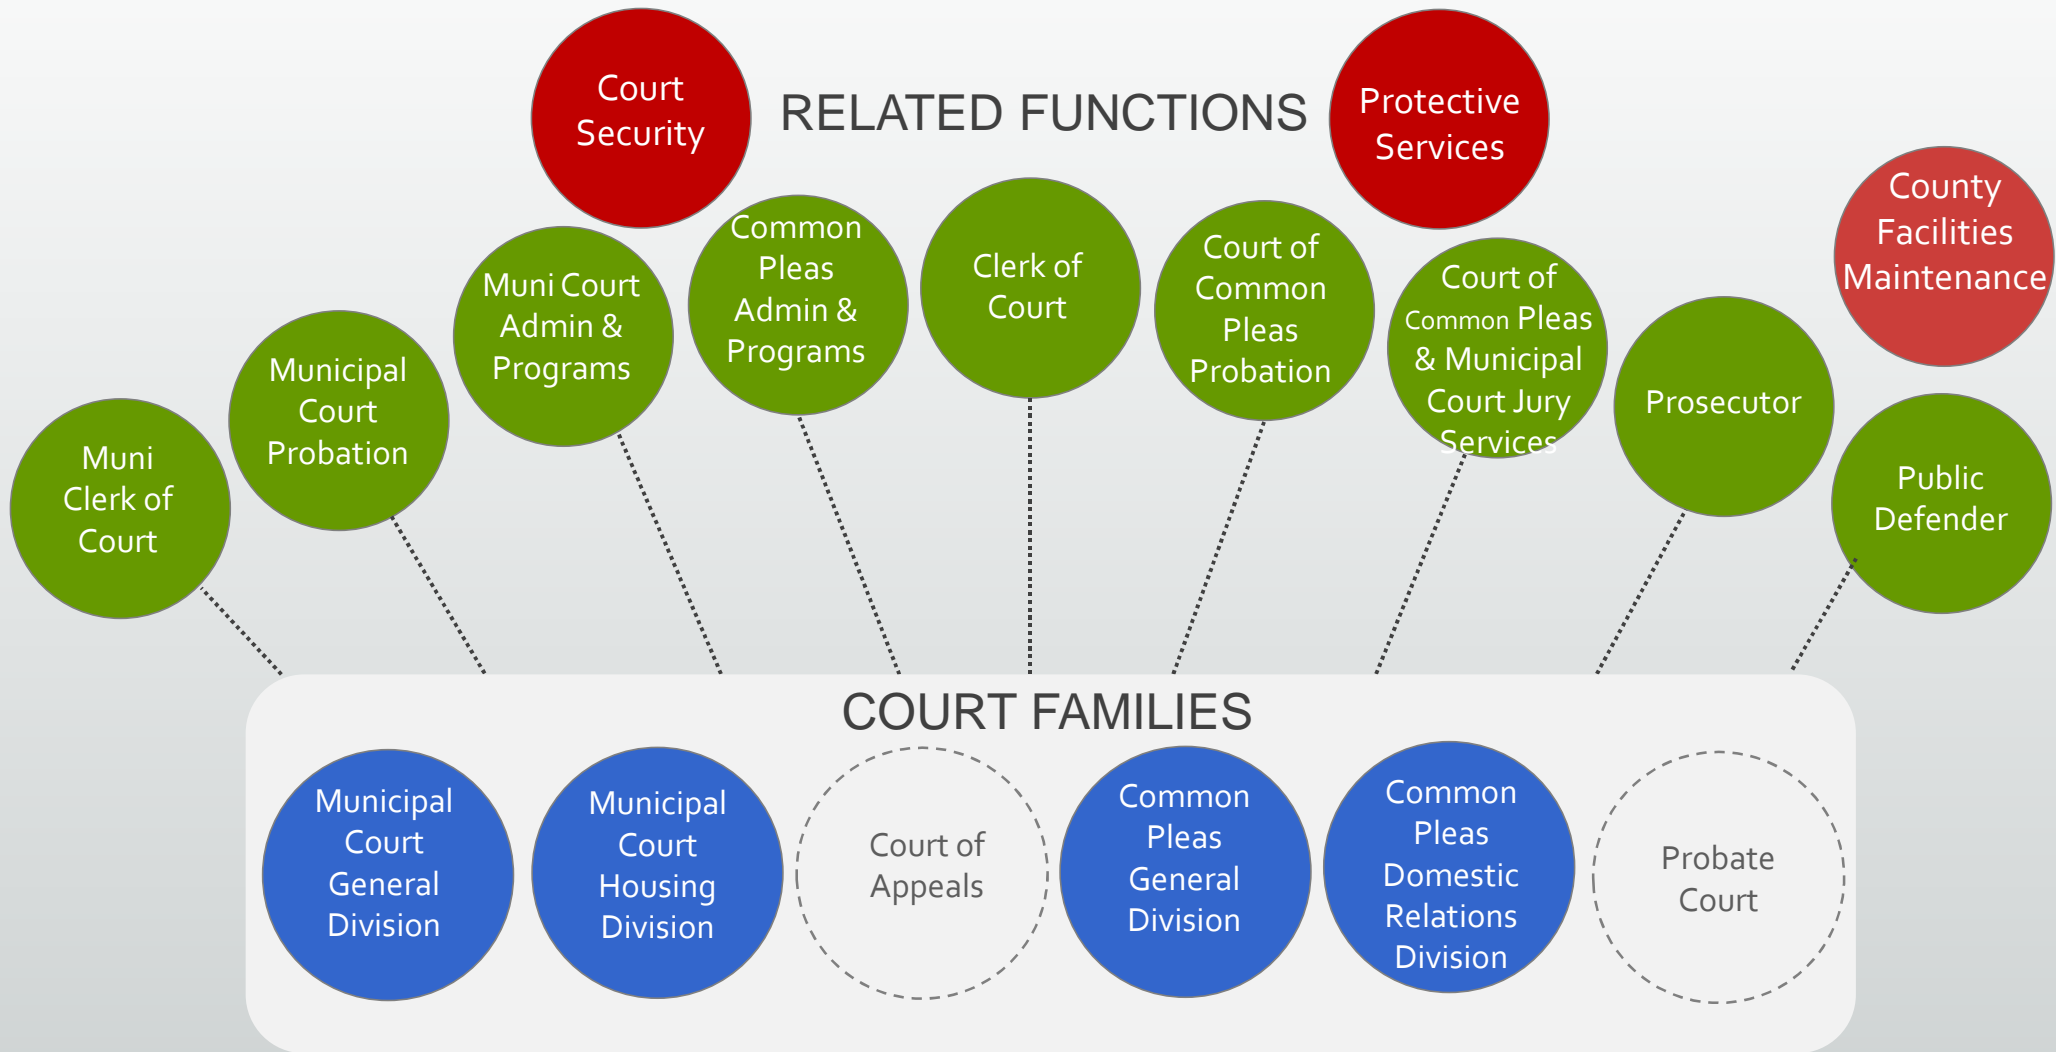 Court
Security
RELATED FUNCTIONS
Protective
Services
County
Facilities
Maintenance
Muni
Clerk of
Court
Municipal
Court
Probation
Muni Court
Admin &
Programs
Common
Pleas
Admin &
Programs
Clerk of
Court
Court of
Common
Pleas
Probation
Court of
Common Pleas
& Municipal
Court Jury
Services
Prosecutor
Public
Defender
COURT FAMILIES
Municipal
Court
General
Division
Municipal
Court
Housing
Division
Court of
Appeals
Common
Pleas
General
Division
Common
Pleas
Domestic
Relations
Division
Probate
Court